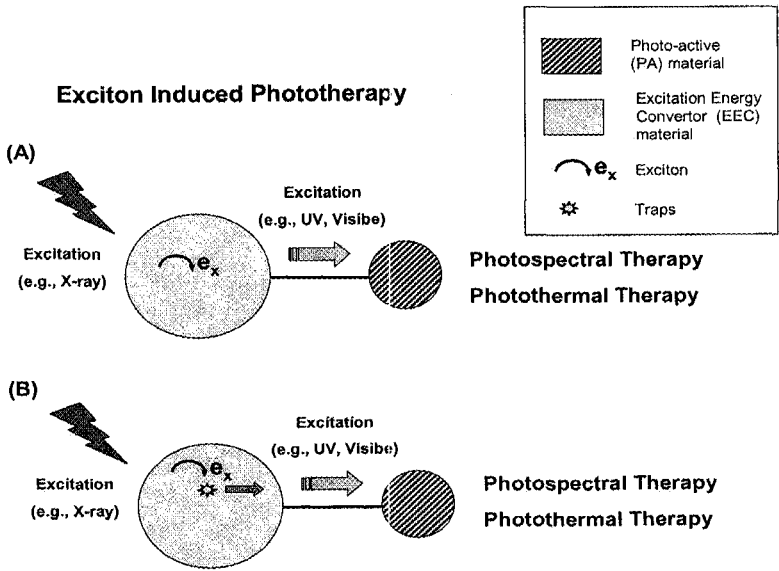 Exciton Induced Phototherapy
Photo-active
(PA) material
Excitation Energy
Convertor (EEC)
material
ex Exciton
Traps
(A)
Excitation
(e.g., X-ray)
ex
Excitation
(e.g., UV, Visibe)
Photospectral Therapy
Photothermal Therapy
(B)
Excitation
(e.g., X-ray)
ex
Excitation
(e.g., UV, Visibe)
Photospectral Therapy
Photothermal Therapy